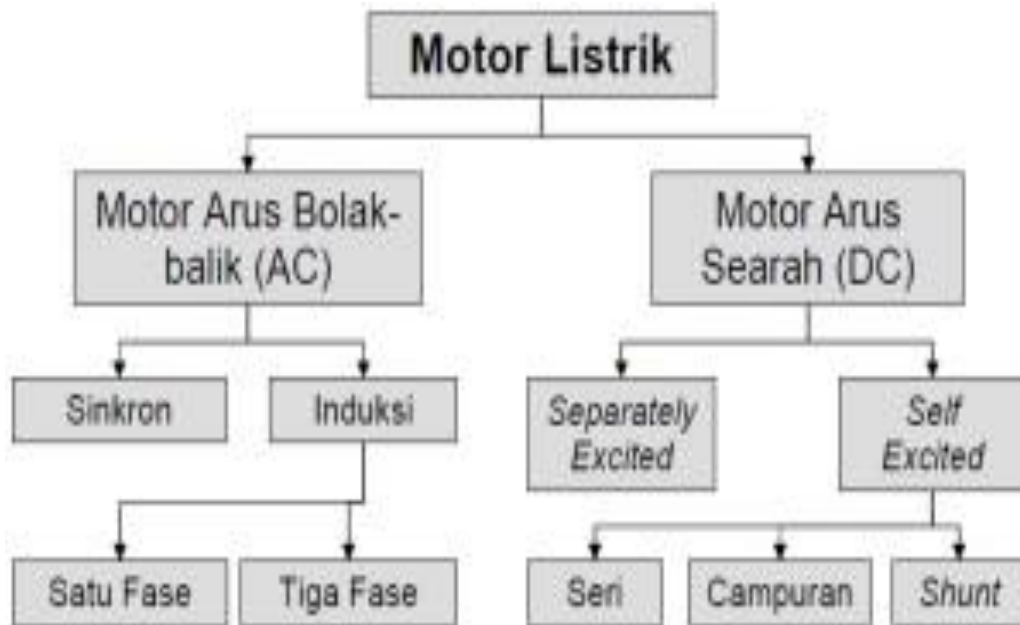 Motor Listrik
Motor Arus Bolak-
balik (AC)
Motor Arus
Searah (DC)
Sinkron
Induksi
Separately
Excited
Self
Excited
Satu Fase
Tiga Fase
Seri
Campuran
Shunt